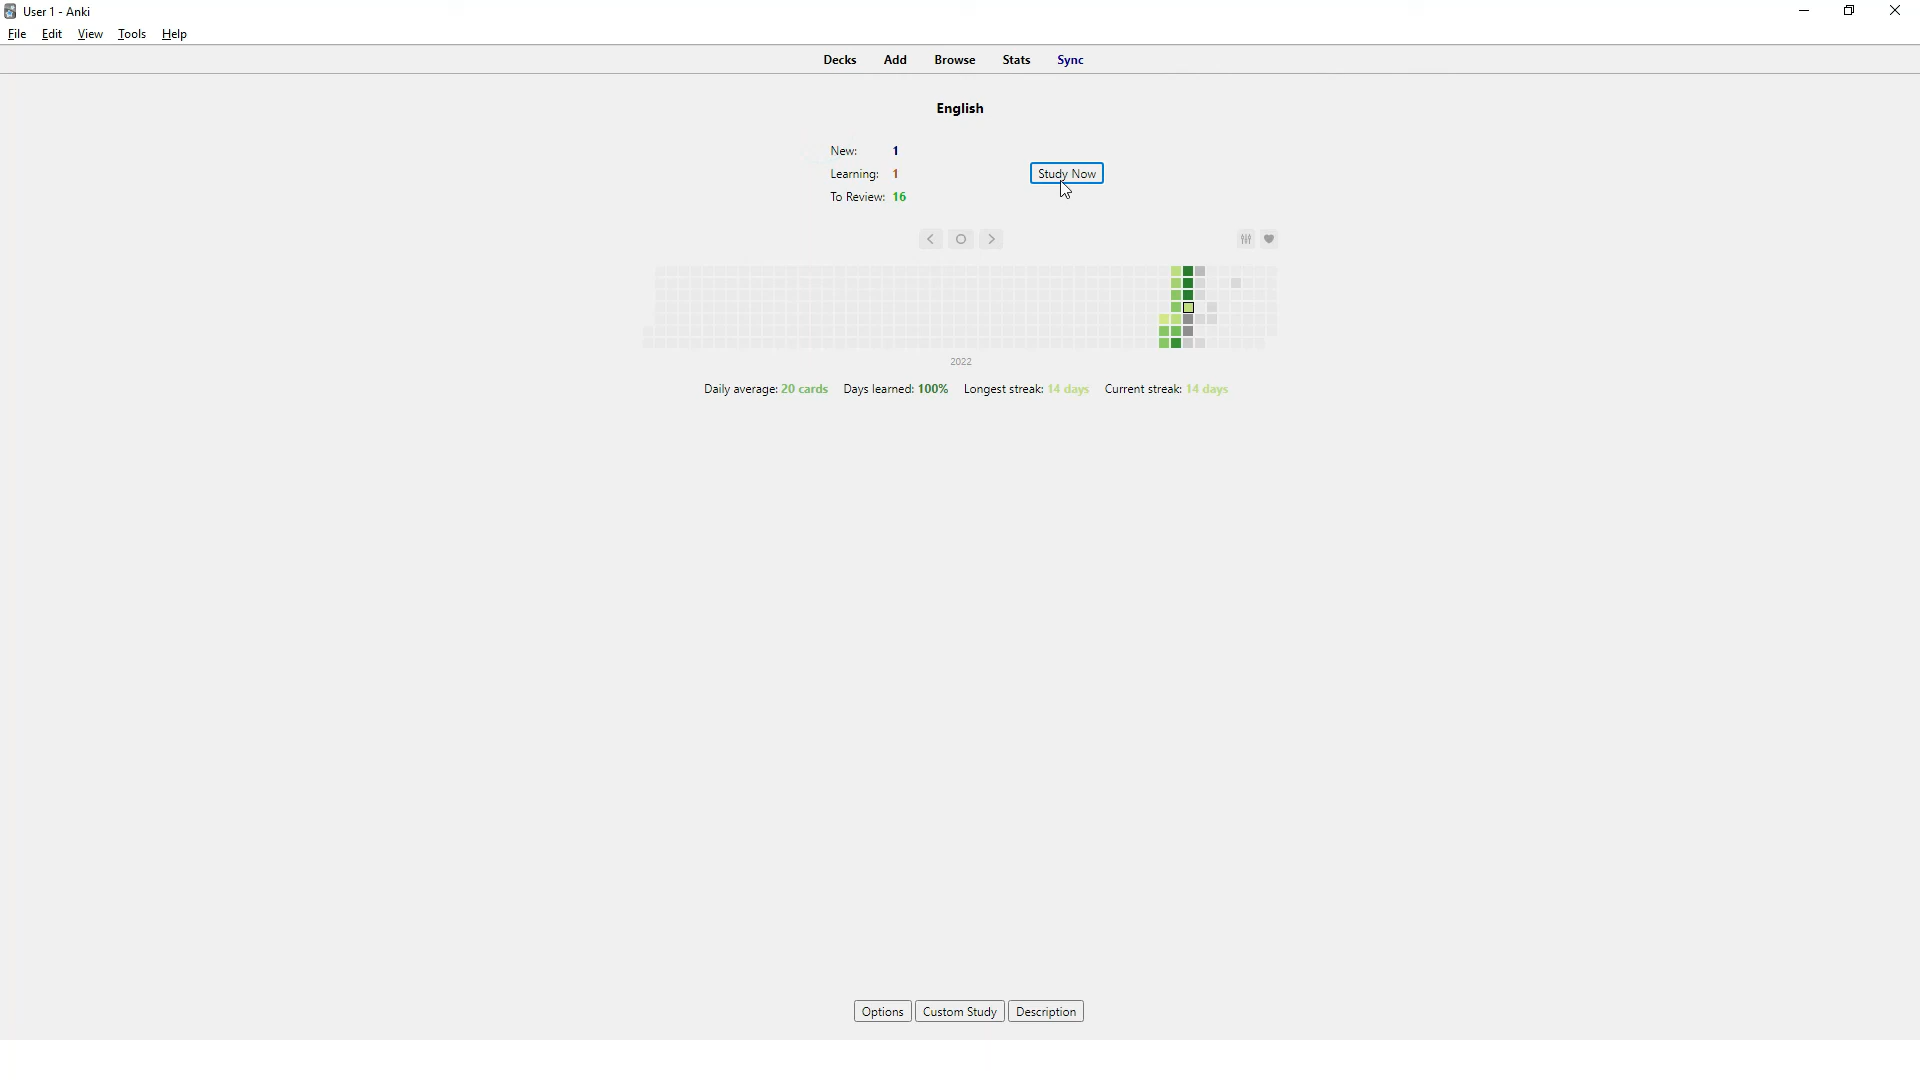 User 1 - Anki
File Edit View Tools Help
Decks Add Browse Stats Sync
English
New: 1
Learning: 1
To Review: 16
Study Now
2022
Daily average: 20 cards Days learned: 100% Longest streak: 14 days Current streak: 14 days
Options Custom Study Description